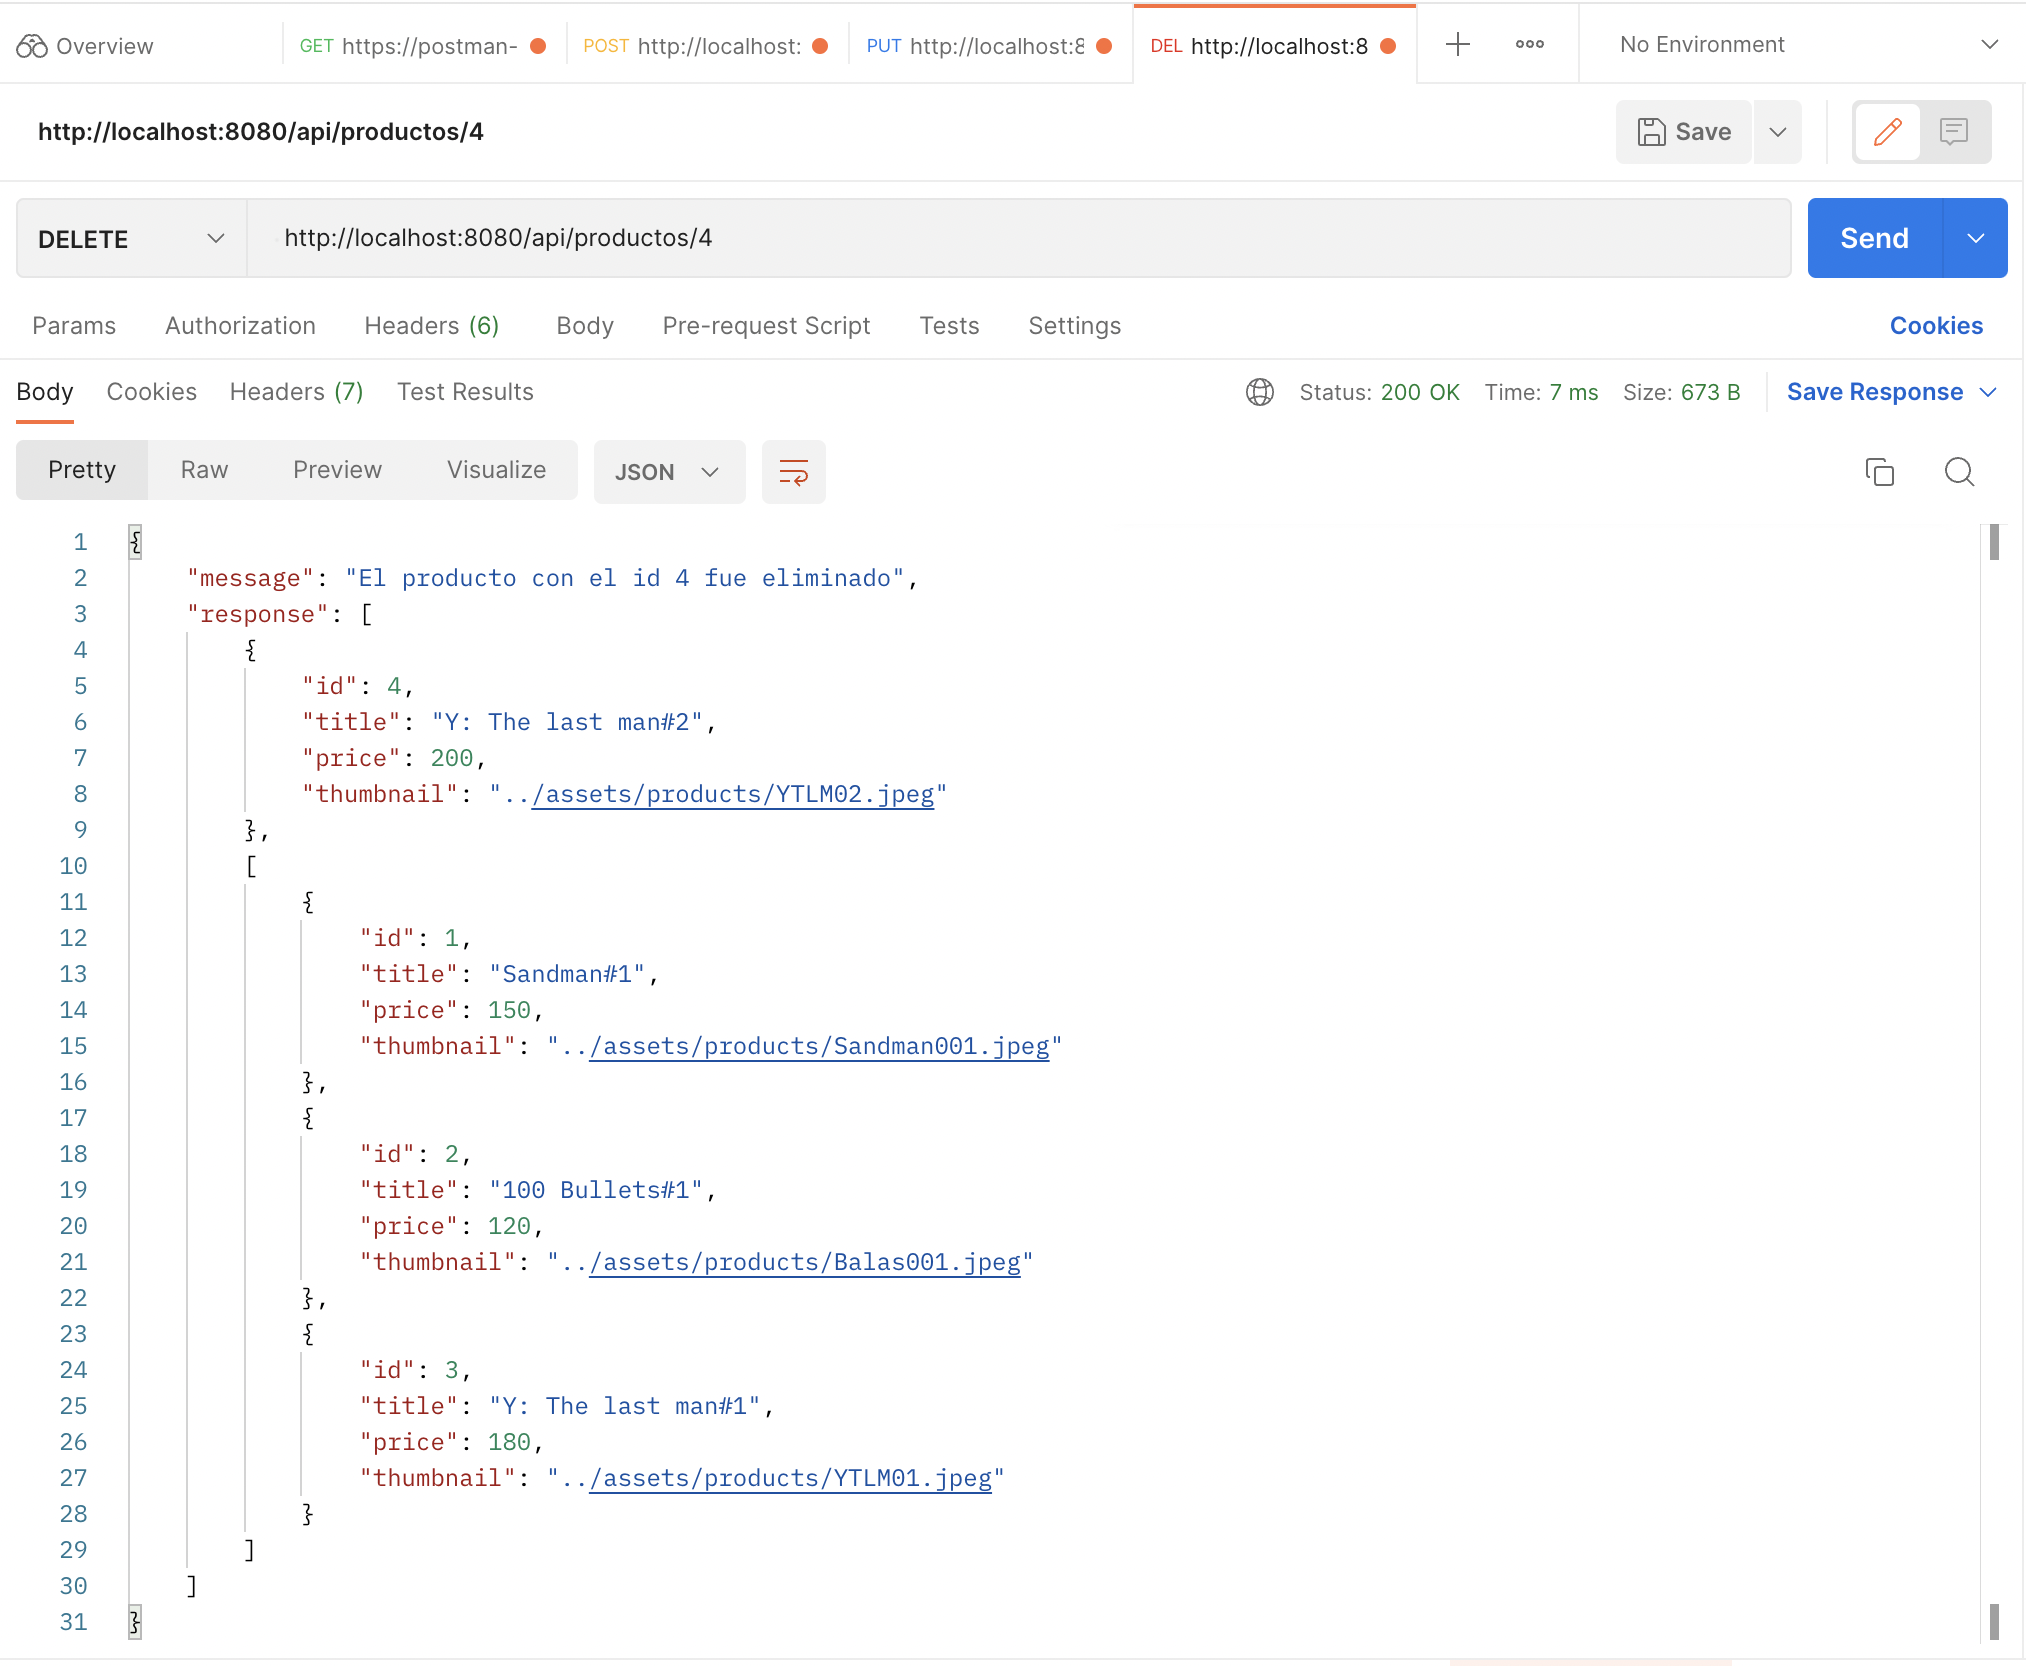 Overview GET https://postman- POST http://localhost: PUT http://localhost:8 DEL http://localhost:8 No Environment
http://localhost:8080/api/productos/4 Save
DELETE http://localhost:8080/api/productos/4 Send
Params Authorization Headers (6) Body Pre-request Script Tests Settings Cookies
Body Cookies Headers (7) Test Results Status: 200 OK Time: 7 ms Size: 673 B Save Response
Pretty Raw Preview Visualize JSON
1 {
2 "message": "El producto con el id 4 fue eliminado",
3 "response": [
4 {
5 "id": 4,
6 "title": "Y: The last man#2",
7 "price": 200,
8 "thumbnail": "../assets/products/YTLM02.jpeg"
9 },
10 [
11 {
12 "id": 1,
13 "title": "Sandman#1",
14 "price": 150,
15 "thumbnail": "../assets/products/Sandman001.jpeg"
16 },
17 {
18 "id": 2,
19 "title": "100 Bullets#1",
20 "price": 120,
21 "thumbnail": "../assets/products/Balas001.jpeg"
22 },
23 {
24 "id": 3,
25 "title": "Y: The last man#1",
26 "price": 180,
27 "thumbnail": "../assets/products/YTLM01.jpeg"
28 }
29 ]
30 ]
31 }